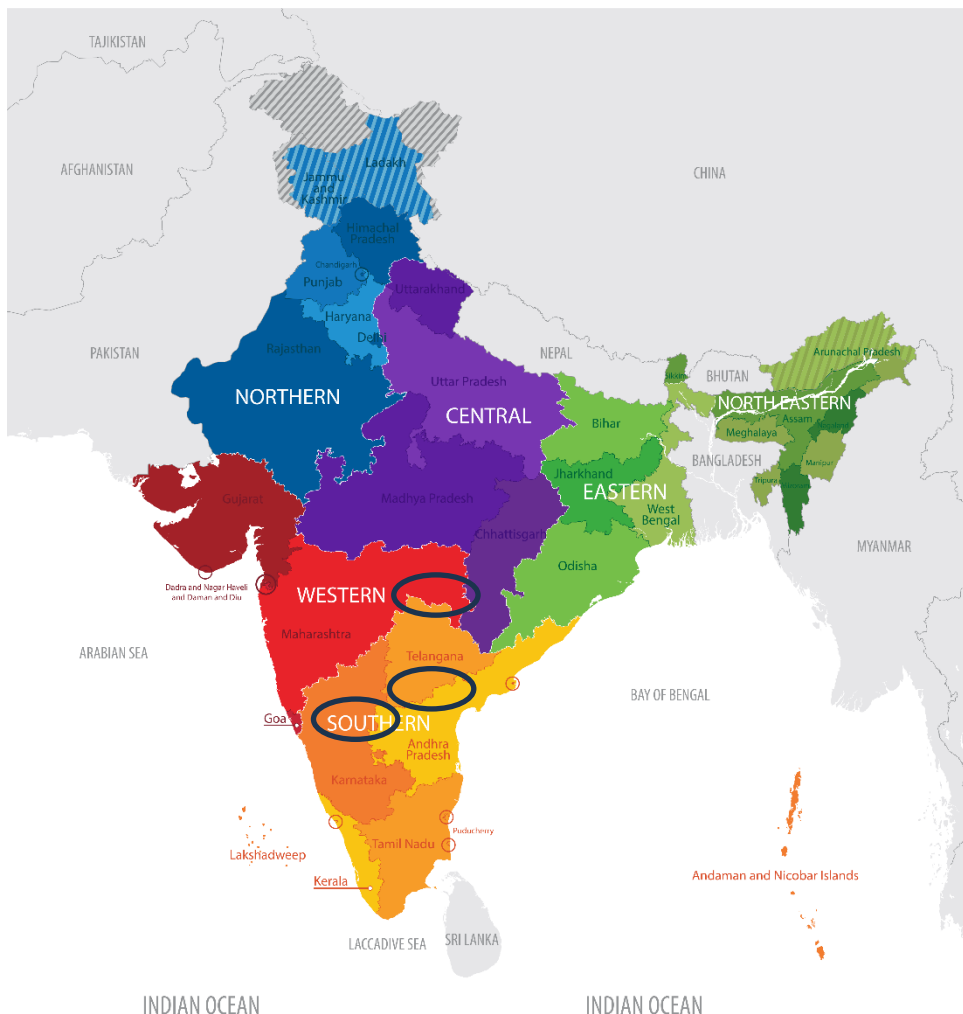 TAJIKISTAN
AFGHANISTAN
CHINA
Ladakh
Jammu
and
Kashmir
Himachal
Pradesh
Chandigarh
Punjab
Uttarakhand
Haryana
Delhi
PAKISTAN
Rajasthan
NEPAL
Arunachal Pradesh
Sikkim
BHUTAN
Uttar Pradesh
NORTHERN
CENTRAL
NORTH EASTERN
Assam
Nagaland
Bihar
Meghalaya
BANGLADESH
Manipur
Jharkhand
Tripura
Mizoram
EASTERN
Gujarat
Madhya Pradesh
West
Bengal
Chhattisgarh
MYANMAR
Odisha
Dadra and Nagar Haveli
and Daman and Diu
WESTERN
Maharashtra
ARABIAN SEA
Telangana
BAY OF BENGAL
Goa
SOUTHERN
Andhra
Pradesh
Karnataka
Puducherry
Tamil Nadu
Lakshadweep
Kerala
Andaman and Nicobar Islands
LACCADIVE SEA
SRI LANKA
INDIAN OCEAN
INDIAN OCEAN